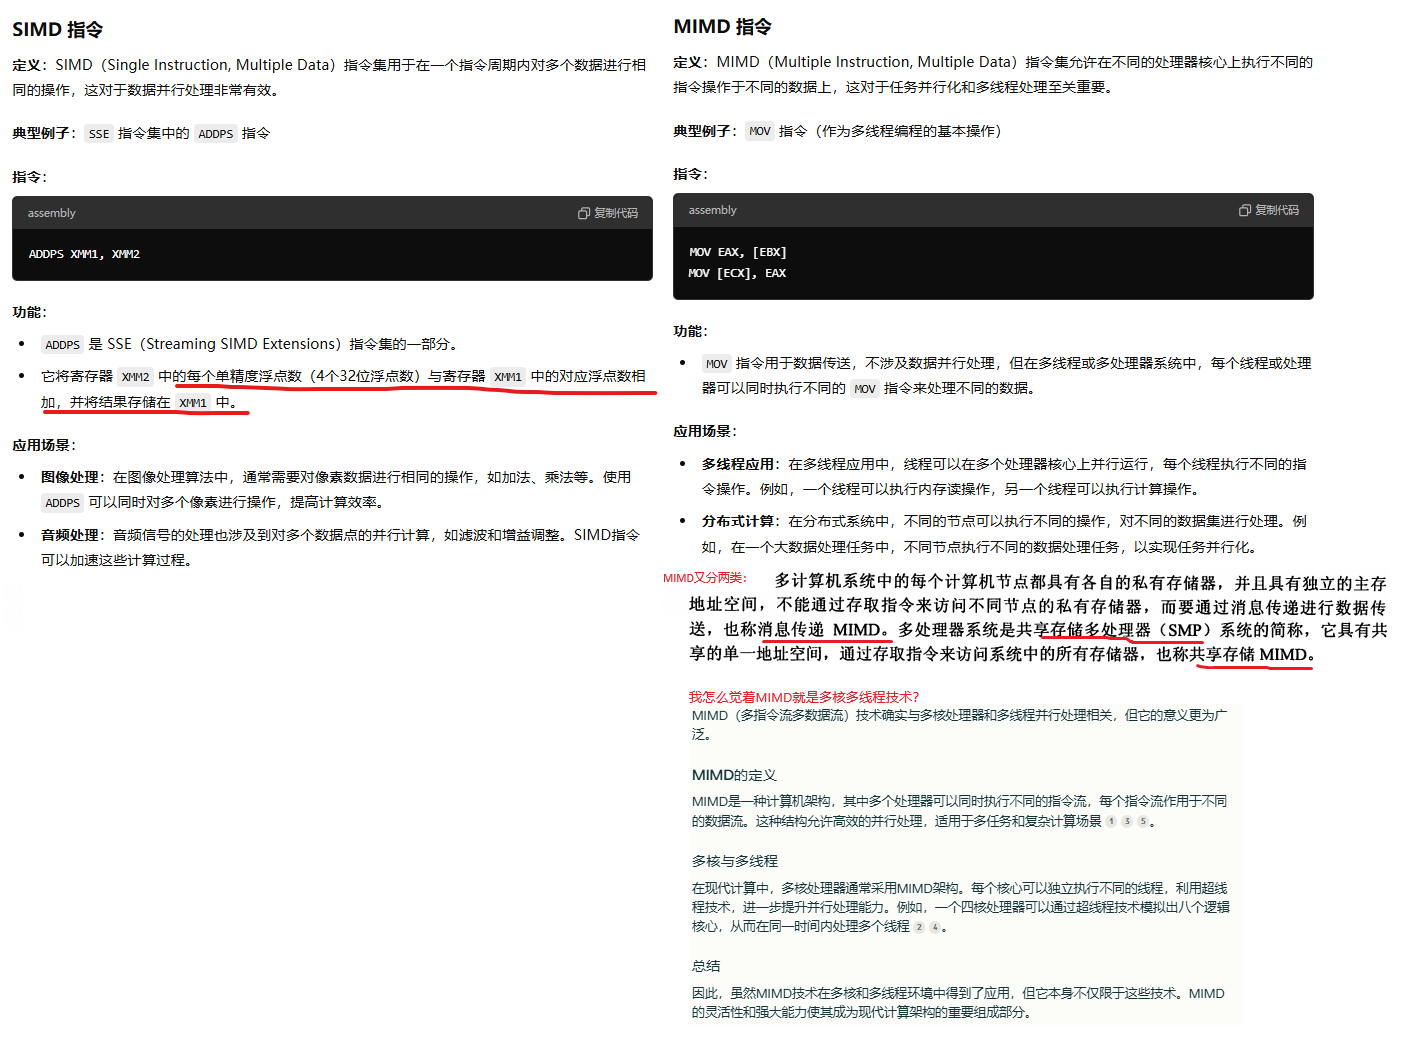 SIMD 指令
定义：SIMD（Single Instruction, Multiple Data）指令集用于在一个指令周期内对多个数据进行相
同的操作，这对于数据并行处理非常有效。
典型例子： SSE 指令集中的 ADDPS 指令
指令：
assembly
复制代码
ADDPS XMM1, XMM2
功能：
• ADDPS 是 SSE（Streaming SIMD Extensions）指令集的一部分。
• 它将寄存器 XMM2 中的每个单精度浮点数（4个32位浮点数）与寄存器 XMM1 中的对应浮点数相
加，并将结果存储在 XMM1 中。
应用场景：
• 图像处理：在图像处理算法中，通常需要对像素数据进行相同的操作，如加法、乘法等。使用
ADDPS 可以同时对多个像素进行操作，提高计算效率。
• 音频处理：音频信号的处理也涉及到对多个数据点的并行计算，如滤波和增益调整。SIMD指令
可以加速这些计算过程。
MIMD 指令
定义：MIMD（Multiple Instruction, Multiple Data）指令集允许在不同的处理器核心上执行不同的
指令操作于不同的数据上，这对于任务并行化和多线程处理至关重要。
典型例子： MOV 指令（作为多线程编程的基本操作）
指令：
assembly
复制代码
MOV EAX, [EBX]
MOV [ECX], EAX
功能：
• MOV 指令用于数据传送，不涉及数据并行处理，但在多线程或多处理器系统中，每个线程或处理
器可以同时执行不同的 MOV 指令来处理不同的数据。
应用场景：
• 多线程应用：在多线程应用中，线程可以在多个处理器核心上并行运行，每个线程执行不同的指
令操作。例如，一个线程可以执行内存读操作，另一个线程可以执行计算操作。
• 分布式计算：在分布式系统中，不同的节点可以执行不同的操作，对不同的数据集进行处理。例
如，在一个大数据处理任务中，不同节点执行不同的数据处理任务，以实现任务并行化。
MIMD又分两类： 多计算机系统中的每个计算机节点都具有各自的私有存储器，并且具有独立的主存
地址空间，不能通过存取指令来访问不同节点的私有存储器，而要通过消息传递进行数据传
送，也称消息传递 MIMD。多处理器系统是共享存储多处理器（SMP）系统的简称，它具有共
享的单一地址空间，通过存取指令来访问系统中的所有存储器，也称共享存储 MIMD。
我怎么觉着MIMD就是多核多线程技术？
MIMD（多指令流多数据流）技术确实与多核处理器和多线程并行处理相关，但它的意义更为广
泛。
MIMD的定义
MIMD是一种计算机架构，其中多个处理器可以同时执行不同的指令流，每个指令流作用于不同
的数据流。这种结构允许高效的并行处理，适用于多任务和复杂计算场景 1 3 5 。
多核与多线程
在现代计算中，多核处理器通常采用MIMD架构。每个核心可以独立执行不同的线程，利用超线
程技术，进一步提升并行处理能力。例如，一个四核处理器可以通过超线程技术模拟出八个逻辑
核心，从而在同一时间内处理多个线程 2 4 。
总结
因此，虽然MIMD技术在多核和多线程环境中得到了应用，但它本身不仅限于这些技术。MIMD
的灵活性和强大能力使其成为现代计算架构的重要组成部分。